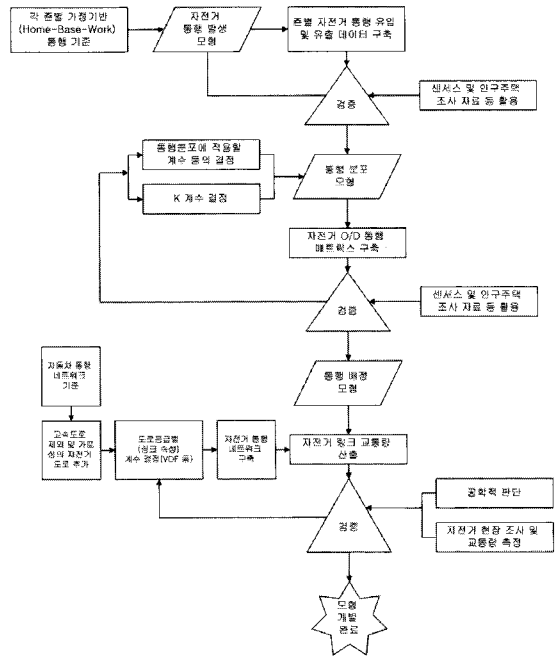 각 존별 가정기반
(Home-Base-Work)
통행 기준
자전거
통행 발생
모형
존별 자전거 통행 유입
및 유출 데이터 구축
검증
센서스 및 인구주택
조사 자료 등 활용
통행분포에 적용할
계수 등의 결정
K 계수 결정
통행 분포
모형
자전거 O/D 통행
매트릭스 구축
검증
센서스 및 인구주택
조사 자료 등 활용
자동차 통행
네트워크
기준
통행 배정
모형
고속도로
제외 및 가로
상의 자전거
도로 추가
도로등급별
(링크 속성)
계수 결정(VDF 등)
자전거 통행
네트워크
구축
자전거 링크 교통량
산출
검증
공학적 판단
자전거 현장 조사 및
교통량 측정
모형
개발
완료